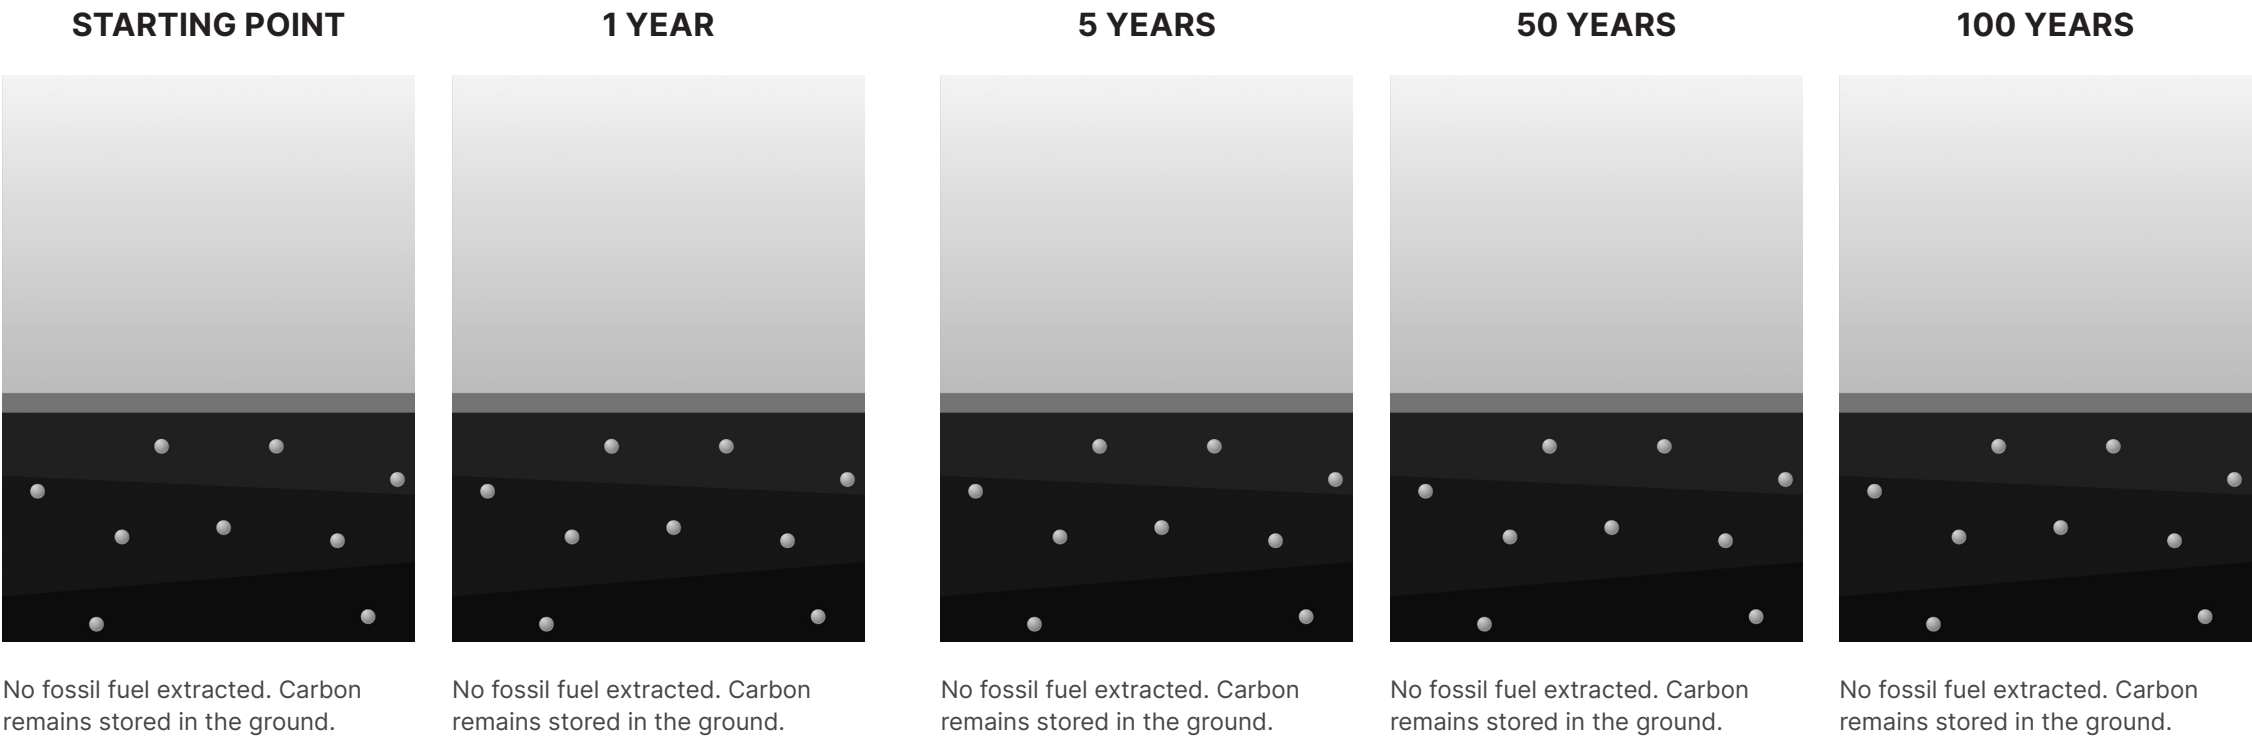 STARTING POINT
1 YEAR
5 YEARS
50 YEARS
100 YEARS
No fossil fuel extracted. Carbon
remains stored in the ground.
No fossil fuel extracted. Carbon
remains stored in the ground.
No fossil fuel extracted. Carbon
remains stored in the ground.
No fossil fuel extracted. Carbon
remains stored in the ground.
No fossil fuel extracted. Carbon
remains stored in the ground.